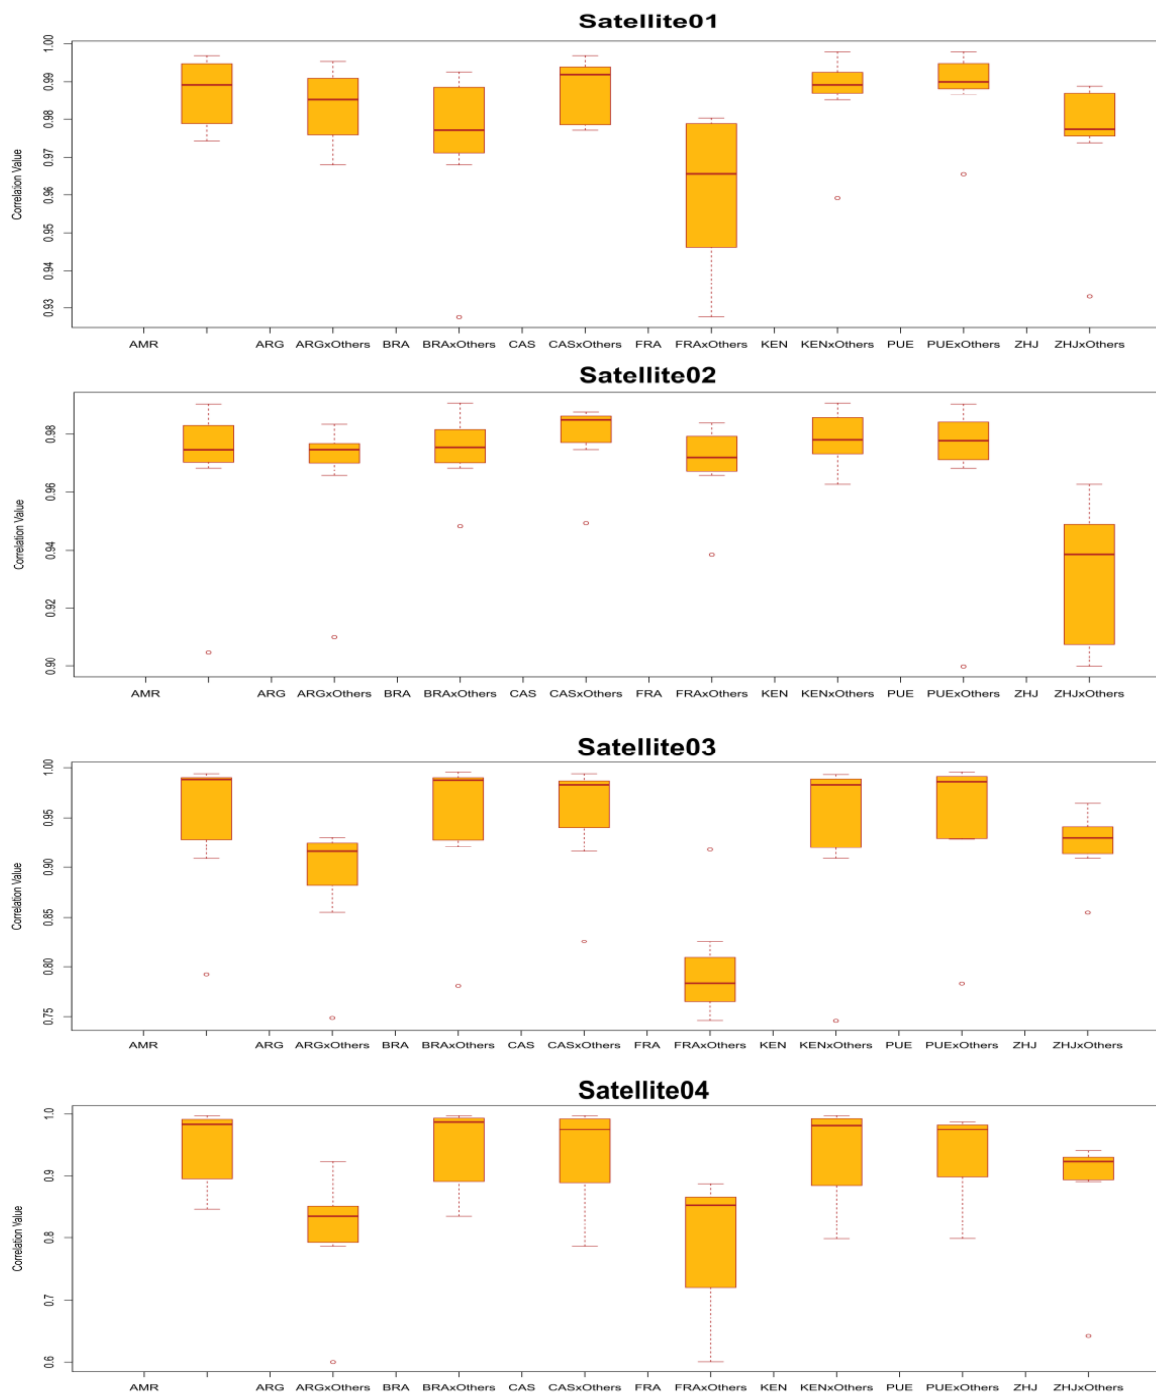 Satellite01
Correlation Value
1.00
0.99
0.98
0.97
0.96
0.95
0.94
0.93
AMR ARG ARGxOthers BRA BRAxOthers CAS CASxOthers FRA FRAxOthers KEN KENxOthers PUE PUExOthers ZHJ ZHJxOthers
Satellite02
Correlation Value
0.98
0.96
0.94
0.92
0.90
AMR ARG ARGxOthers BRA BRAxOthers CAS CASxOthers FRA FRAxOthers KEN KENxOthers PUE PUExOthers ZHJ ZHJxOthers
Satellite03
Correlation Value
1.00
0.95
0.90
0.85
0.80
0.75
AMR ARG ARGxOthers BRA BRAxOthers CAS CASxOthers FRA FRAxOthers KEN KENxOthers PUE PUExOthers ZHJ ZHJxOthers
Satellite04
Correlation Value
1.0
0.9
0.8
0.7
0.6
AMR ARG ARGxOthers BRA BRAxOthers CAS CASxOthers FRA FRAxOthers KEN KENxOthers PUE PUExOthers ZHJ ZHJxOthers